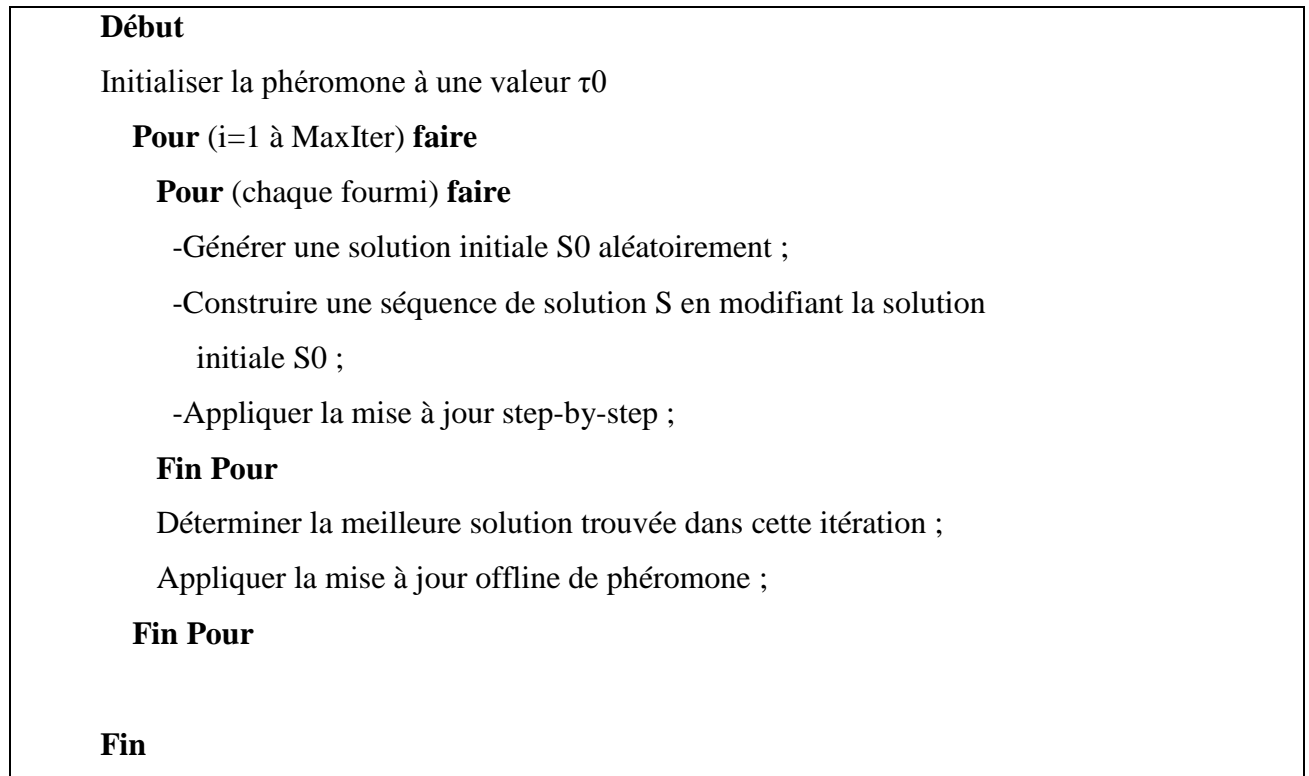 Début
Initialiser la phéromone à une valeur τ0
Pour (i=1 à MaxIter) faire
Pour (chaque fourmi) faire
-Générer une solution initiale S0 aléatoirement ;
-Construire une séquence de solution S en modifiant la solution
initiale S0 ;
-Appliquer la mise à jour step-by-step ;
Fin Pour
Déterminer la meilleure solution trouvée dans cette itération ;
Appliquer la mise à jour offline de phéromone ;
Fin Pour
Fin